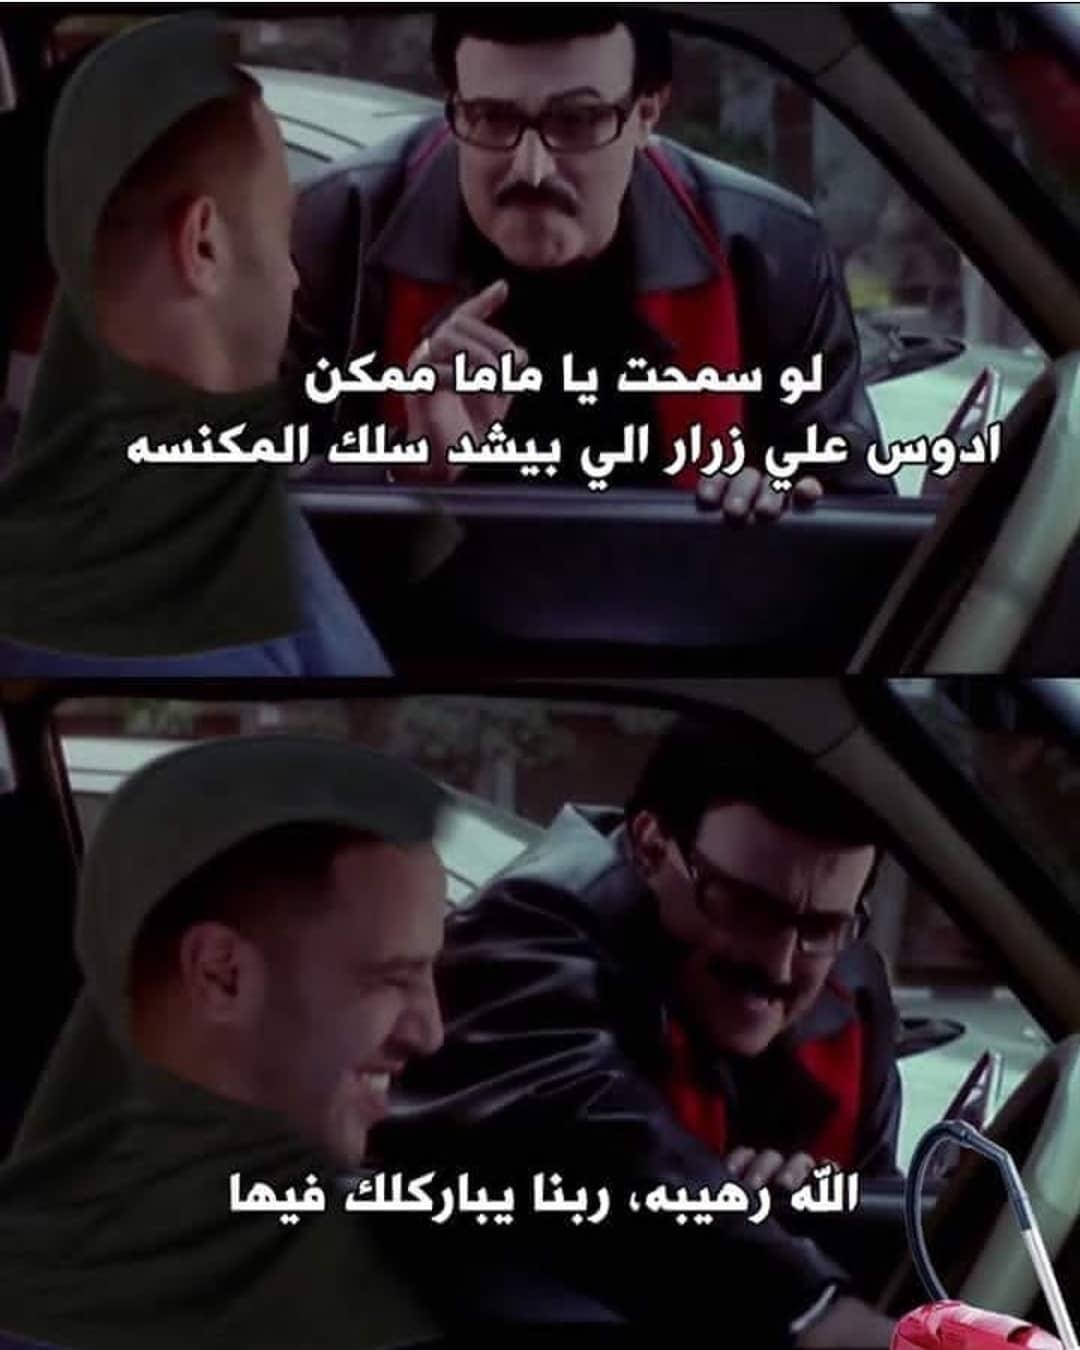 لو سمحت يا ماما ممكن
ادوس علي زرار الي بيشد سلك المكنسه
الله رهيبه، ربنا يباركلك فيها